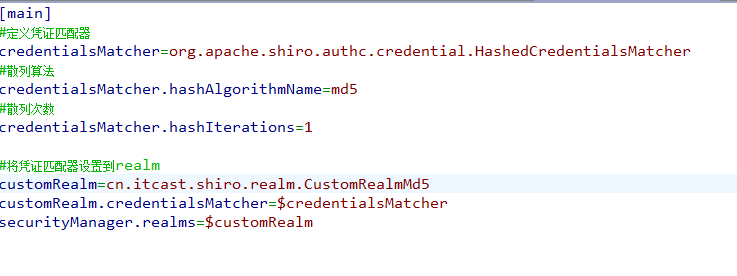 [main]
#定义凭证匹配器
credentialsMatcher=org.apache.shiro.authc.credential.HashedCredentialsMatcher
#散列算法
credentialsMatcher.hashAlgorithmName=md5
#散列次数
credentialsMatcher.hashIterations=1
#将凭证匹配器设置到realm
customRealm=cn.itcast.shiro.realm.CustomRealmMd5
customRealm.credentialsMatcher=$credentialsMatcher
securityManager.realms=$customRealm